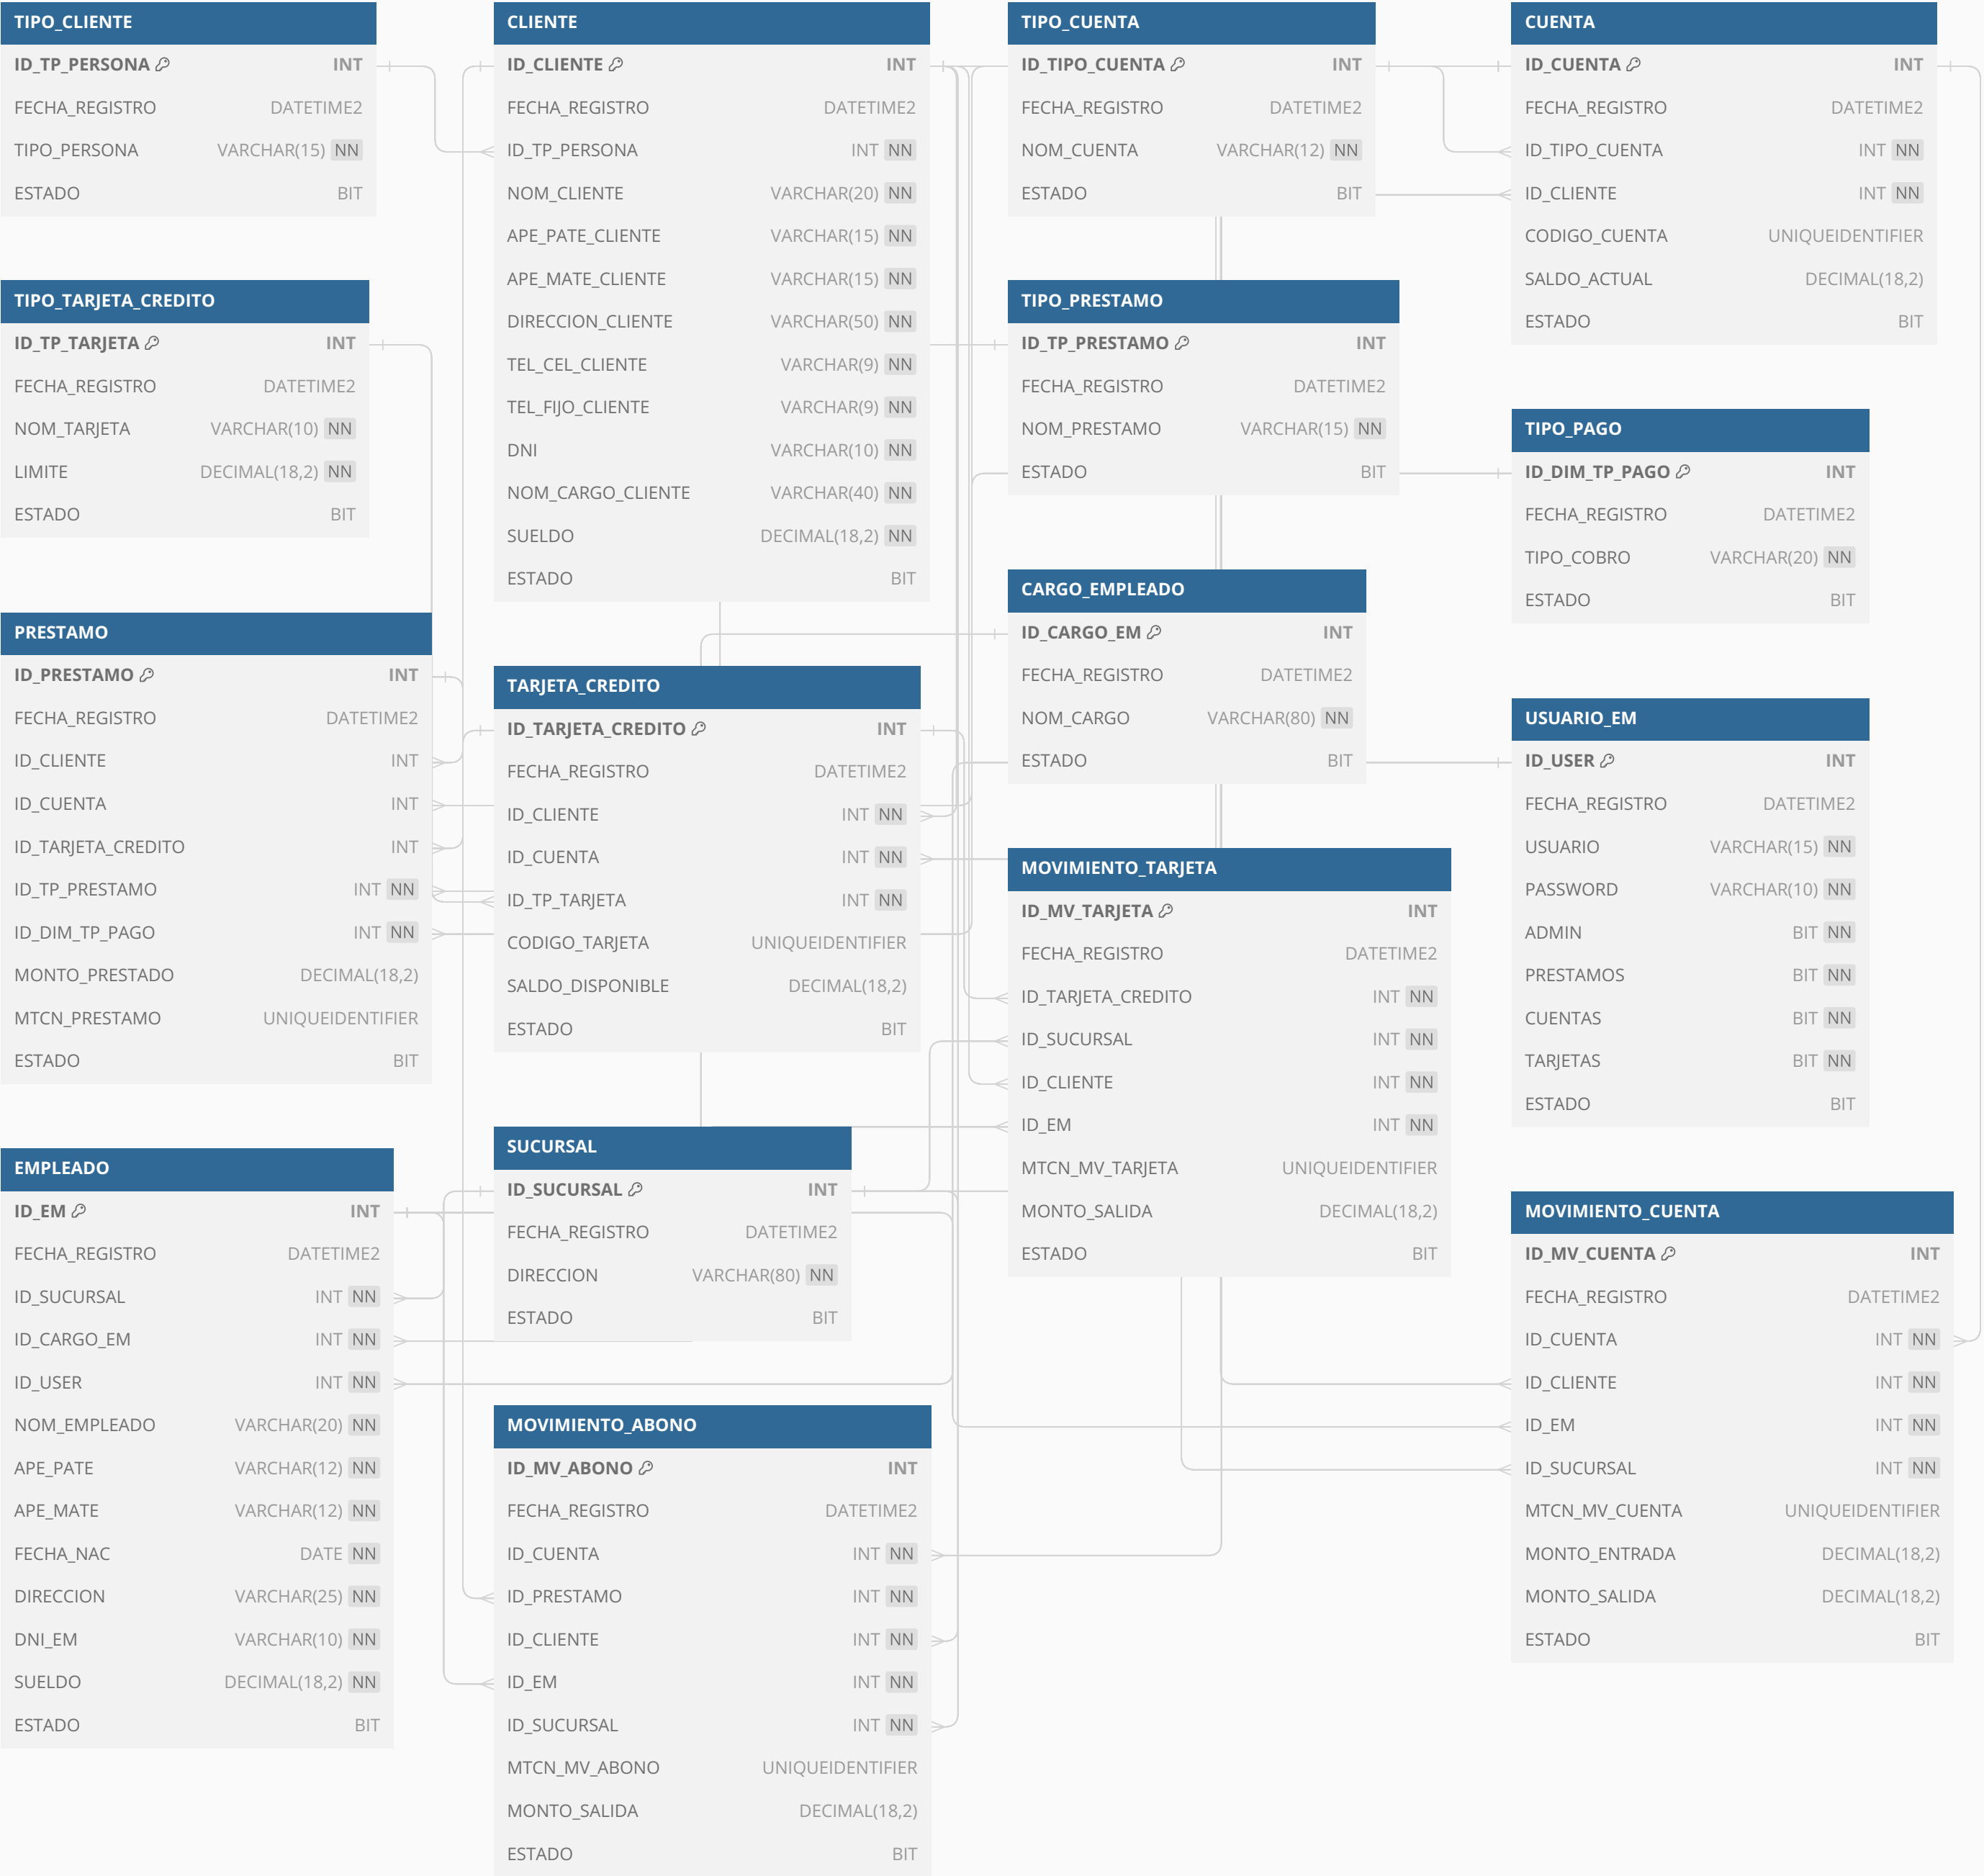 TIPO_CLIENTE
ID_TP_PERSONA INT
FECHA_REGISTRO DATETIME2
TIPO_PERSONA VARCHAR(15) NN
ESTADO BIT
CLIENTE
ID_CLIENTE INT
FECHA_REGISTRO DATETIME2
ID_TP_PERSONA INT NN
NOM_CLIENTE VARCHAR(20) NN
APE_PATE_CLIENTE VARCHAR(15) NN
APE_MATE_CLIENTE VARCHAR(15) NN
DIRECCION_CLIENTE VARCHAR(50) NN
TEL_CEL_CLIENTE VARCHAR(9) NN
TEL_FIJO_CLIENTE VARCHAR(9) NN
DNI VARCHAR(10) NN
NOM_CARGO_CLIENTE VARCHAR(40) NN
SUELDO DECIMAL(18,2) NN
ESTADO BIT
TIPO_CUENTA
ID_TIPO_CUENTA INT
FECHA_REGISTRO DATETIME2
NOM_CUENTA VARCHAR(12) NN
ESTADO BIT
CUENTA
ID_CUENTA INT
FECHA_REGISTRO DATETIME2
ID_TIPO_CUENTA INT NN
ID_CLIENTE INT NN
CODIGO_CUENTA UNIQUEIDENTIFIER
SALDO_ACTUAL DECIMAL(18,2)
ESTADO BIT
TIPO_TARJETA_CREDITO
ID_TP_TARJETA INT
FECHA_REGISTRO DATETIME2
NOM_TARJETA VARCHAR(10) NN
LIMITE DECIMAL(18,2) NN
ESTADO BIT
TIPO_PRESTAMO
ID_TP_PRESTAMO INT
FECHA_REGISTRO DATETIME2
NOM_PRESTAMO VARCHAR(15) NN
ESTADO BIT
TIPO_PAGO
ID_DIM_TP_PAGO INT
FECHA_REGISTRO DATETIME2
TIPO_COBRO VARCHAR(20) NN
ESTADO BIT
PRESTAMO
ID_PRESTAMO INT
FECHA_REGISTRO DATETIME2
ID_CLIENTE INT
ID_CUENTA INT
ID_TARJETA_CREDITO INT
ID_TP_PRESTAMO INT NN
ID_DIM_TP_PAGO INT NN
MONTO_PRESTADO DECIMAL(18,2)
MTCN_PRESTAMO UNIQUEIDENTIFIER
ESTADO BIT
TARJETA_CREDITO
ID_TARJETA_CREDITO INT
FECHA_REGISTRO DATETIME2
ID_CLIENTE INT NN
ID_CUENTA INT NN
ID_TP_TARJETA INT NN
CODIGO_TARJETA UNIQUEIDENTIFIER
SALDO_DISPONIBLE DECIMAL(18,2)
ESTADO BIT
CARGO_EMPLEADO
ID_CARGO_EM INT
FECHA_REGISTRO DATETIME2
NOM_CARGO VARCHAR(80) NN
ESTADO BIT
USUARIO_EM
ID_USER INT
FECHA_REGISTRO DATETIME2
USUARIO VARCHAR(15) NN
PASSWORD VARCHAR(10) NN
ADMIN BIT NN
PRESTAMOS BIT NN
CUENTAS BIT NN
TARJETAS BIT NN
ESTADO BIT
MOVIMIENTO_TARJETA
ID_MV_TARJETA INT
FECHA_REGISTRO DATETIME2
ID_TARJETA_CREDITO INT NN
ID_SUCURSAL INT NN
ID_CLIENTE INT NN
ID_EM INT NN
MTCN_MV_TARJETA UNIQUEIDENTIFIER
MONTO_SALIDA DECIMAL(18,2)
ESTADO BIT
EMPLEADO
ID_EM INT
FECHA_REGISTRO DATETIME2
ID_SUCURSAL INT NN
ID_CARGO_EM INT NN
ID_USER INT NN
NOM_EMPLEADO VARCHAR(20) NN
APE_PATE VARCHAR(12) NN
APE_MATE VARCHAR(12) NN
FECHA_NAC DATE NN
DIRECCION VARCHAR(25) NN
DNI_EM VARCHAR(10) NN
SUELDO DECIMAL(18,2) NN
ESTADO BIT
SUCURSAL
ID_SUCURSAL INT
FECHA_REGISTRO DATETIME2
DIRECCION VARCHAR(80) NN
ESTADO BIT
MOVIMIENTO_ABONO
ID_MV_ABONO INT
FECHA_REGISTRO DATETIME2
ID_CUENTA INT NN
ID_PRESTAMO INT NN
ID_CLIENTE INT NN
ID_EM INT NN
ID_SUCURSAL INT NN
MTCN_MV_ABONO UNIQUEIDENTIFIER
MONTO_SALIDA DECIMAL(18,2)
ESTADO BIT
MOVIMIENTO_CUENTA
ID_MV_CUENTA INT
FECHA_REGISTRO DATETIME2
ID_CUENTA INT NN
ID_CLIENTE INT NN
ID_EM INT NN
ID_SUCURSAL INT NN
MTCN_MV_CUENTA UNIQUEIDENTIFIER
MONTO_ENTRADA DECIMAL(18,2)
MONTO_SALIDA DECIMAL(18,2)
ESTADO BIT